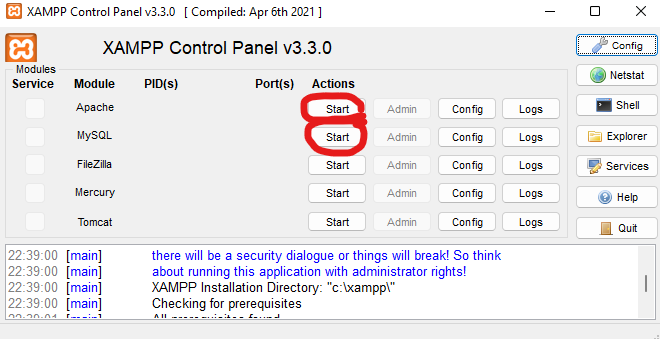 XAMPP Control Panel v3.3.0 [ Compiled: Apr 6th 2021 ]
XAMPP Control Panel v3.3.0
Config
Modules
Service Module PID(s) Port(s) Actions
Netstat
Apache Start Admin Config Logs
Shell
MySQL Start Admin Config Logs
Explorer
FileZilla Start Admin Config Logs
Services
Mercury Start Admin Config Logs
Help
Tomcat Start Admin Config Logs
Quit
22:39:00 [main] there will be a security dialogue or things will break! So think
22:39:00 [main] about running this application with administrator rights!
22:39:00 [main] XAMPP Installation Directory: "c:\xampp\"
22:39:00 [main] Checking for prerequisites
22:39:01 [main] All prerequisites found